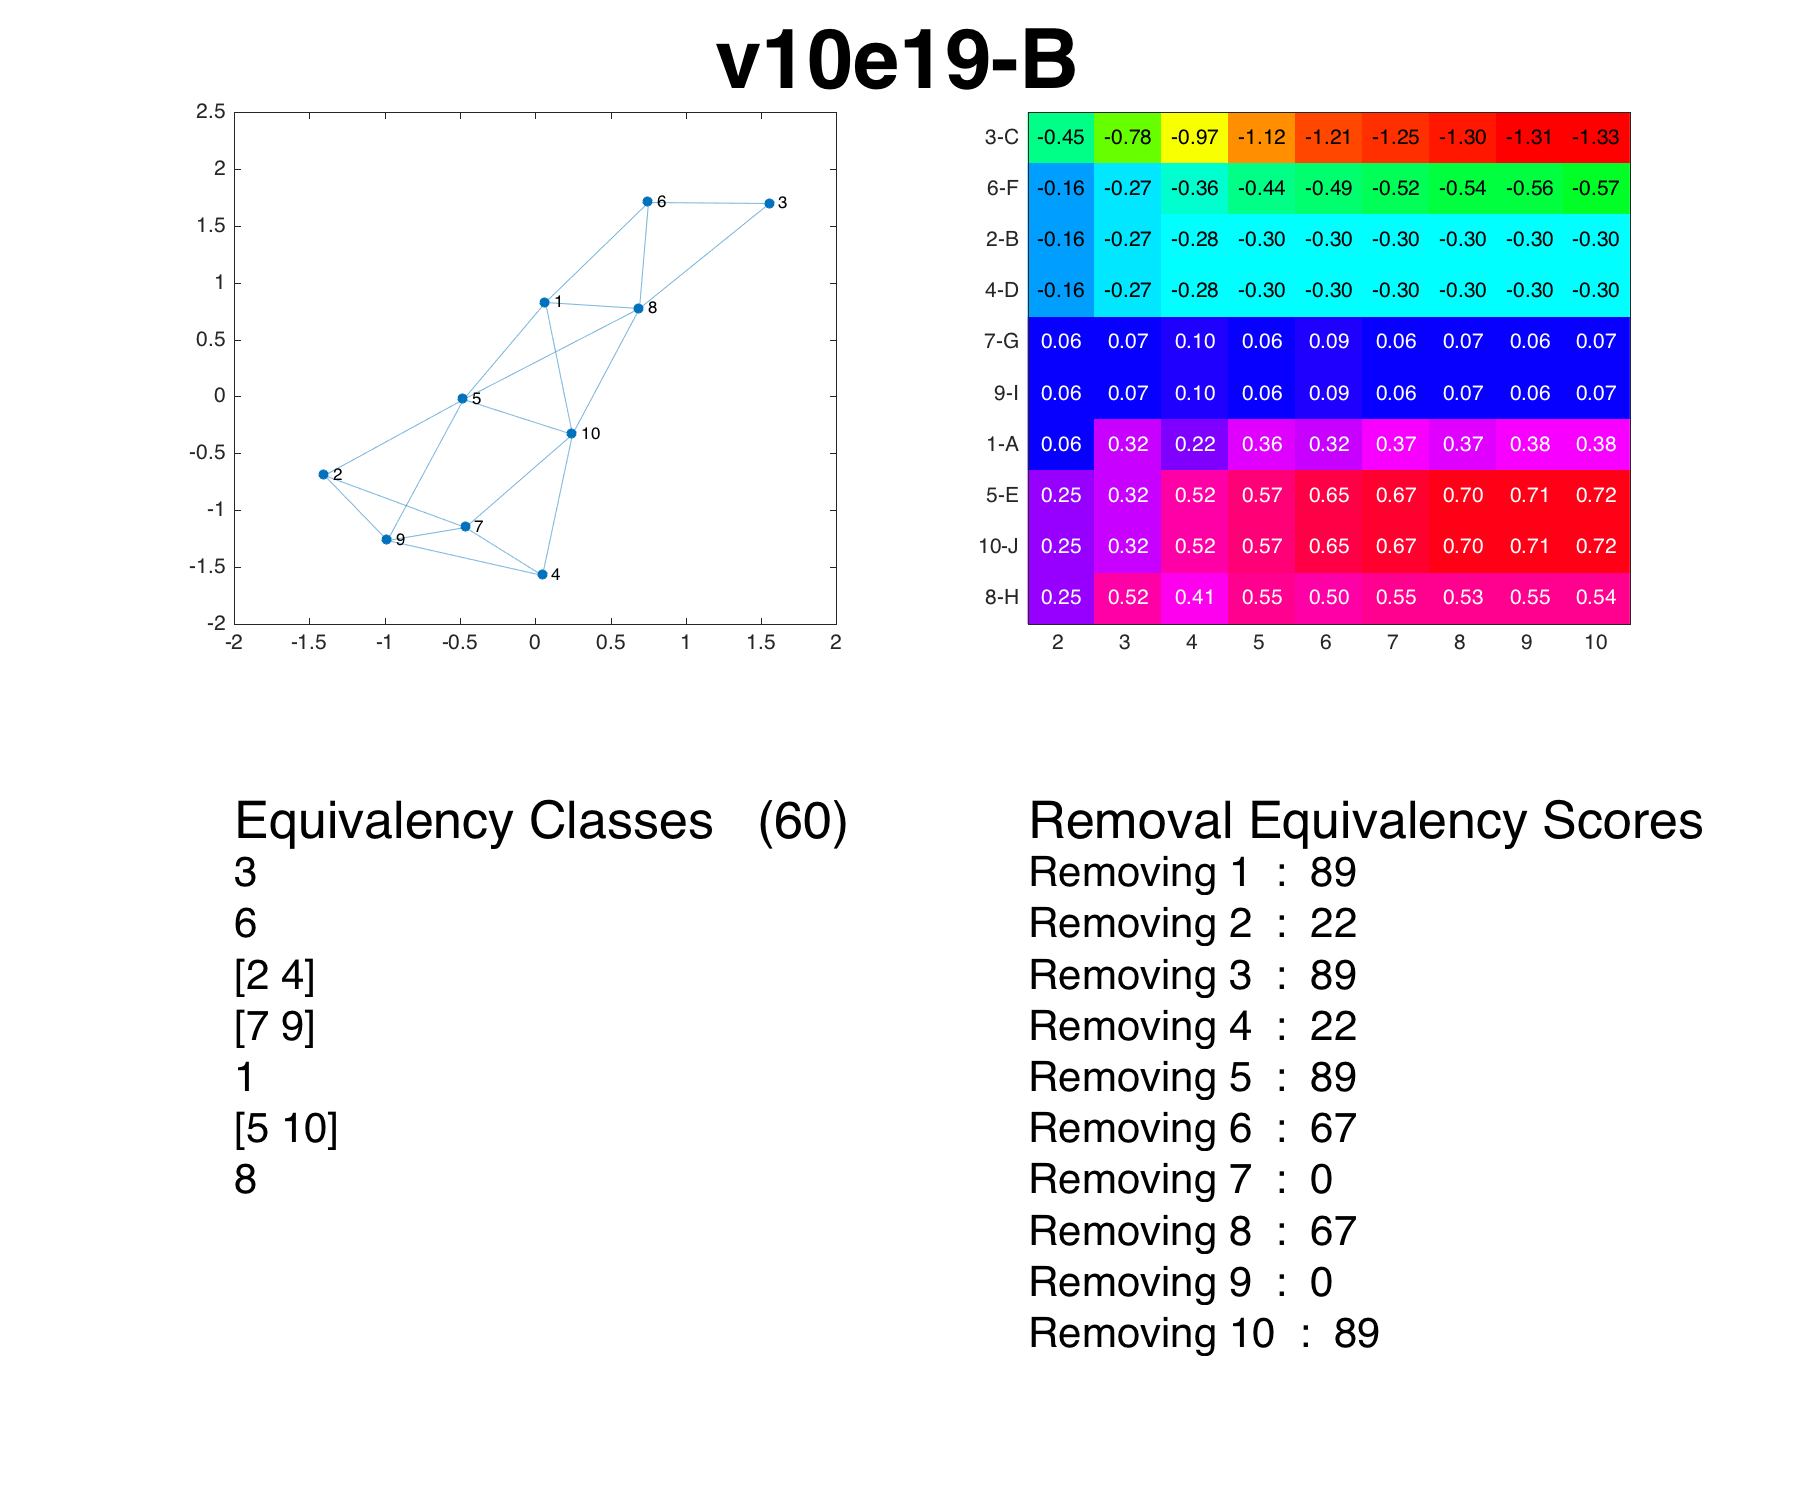 v10e19-B
2.5
2
1.5
1
0.5
0
-0.5
-1
-1.5
-2
-2 -1.5 -1 -0.5 0 0.5 1 1.5 2
6 3
1 8
5
10
2
7
9
4
3-C -0.45 -0.78 -0.97 -1.12 -1.21 -1.25 -1.30 -1.31 -1.33
6-F -0.16 -0.27 -0.36 -0.44 -0.49 -0.52 -0.54 -0.56 -0.57
2-B -0.16 -0.27 -0.28 -0.30 -0.30 -0.30 -0.30 -0.30 -0.30
4-D -0.16 -0.27 -0.28 -0.30 -0.30 -0.30 -0.30 -0.30 -0.30
7-G 0.06 0.07 0.10 0.06 0.09 0.06 0.07 0.06 0.07
9-I 0.06 0.07 0.10 0.06 0.09 0.06 0.07 0.06 0.07
1-A 0.06 0.32 0.22 0.36 0.32 0.37 0.37 0.38 0.38
5-E 0.25 0.32 0.52 0.57 0.65 0.67 0.70 0.71 0.72
10-J 0.25 0.32 0.52 0.57 0.65 0.67 0.70 0.71 0.72
8-H 0.25 0.52 0.41 0.55 0.50 0.55 0.53 0.55 0.54
2 3 4 5 6 7 8 9 10
Equivalency Classes (60)
3
6
[2 4]
[7 9]
1
[5 10]
8
Removal Equivalency Scores
Removing 1 : 89
Removing 2 : 22
Removing 3 : 89
Removing 4 : 22
Removing 5 : 89
Removing 6 : 67
Removing 7 : 0
Removing 8 : 67
Removing 9 : 0
Removing 10 : 89